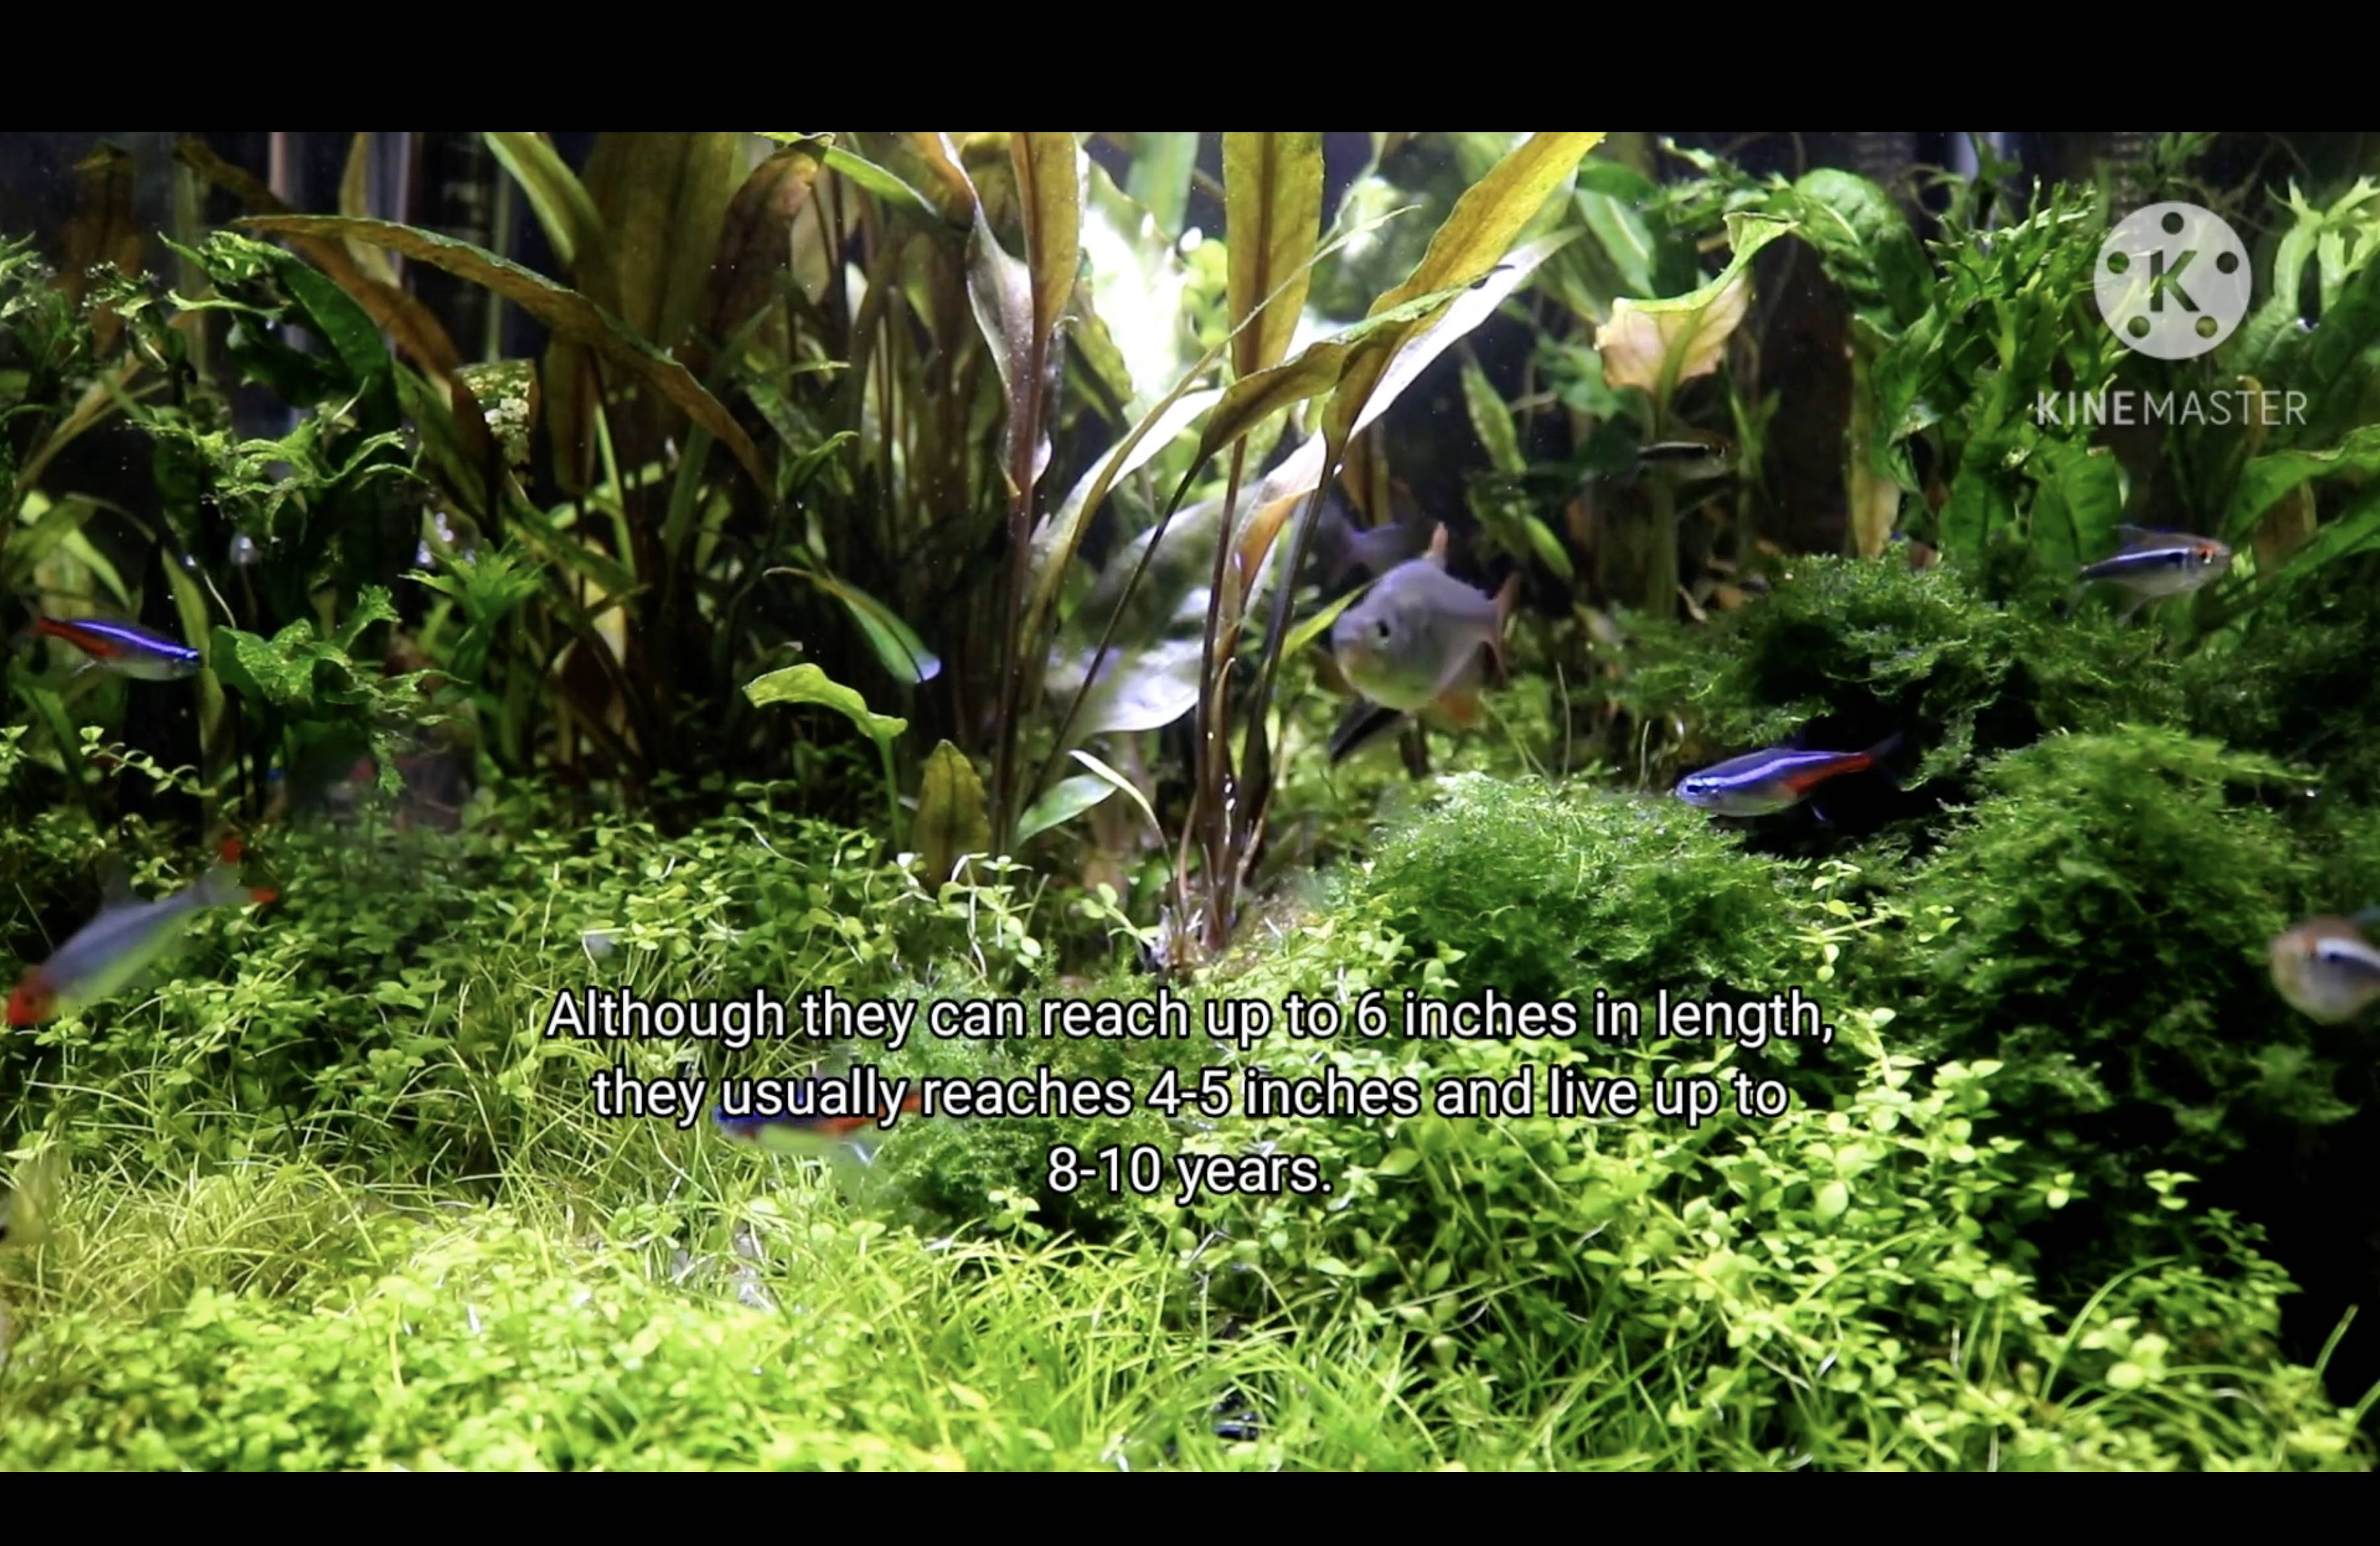 K
KINEMASTER
Although they can reach up to 6 inches in length,
they usually reaches 4-5 inches and live up to
8-10 years.